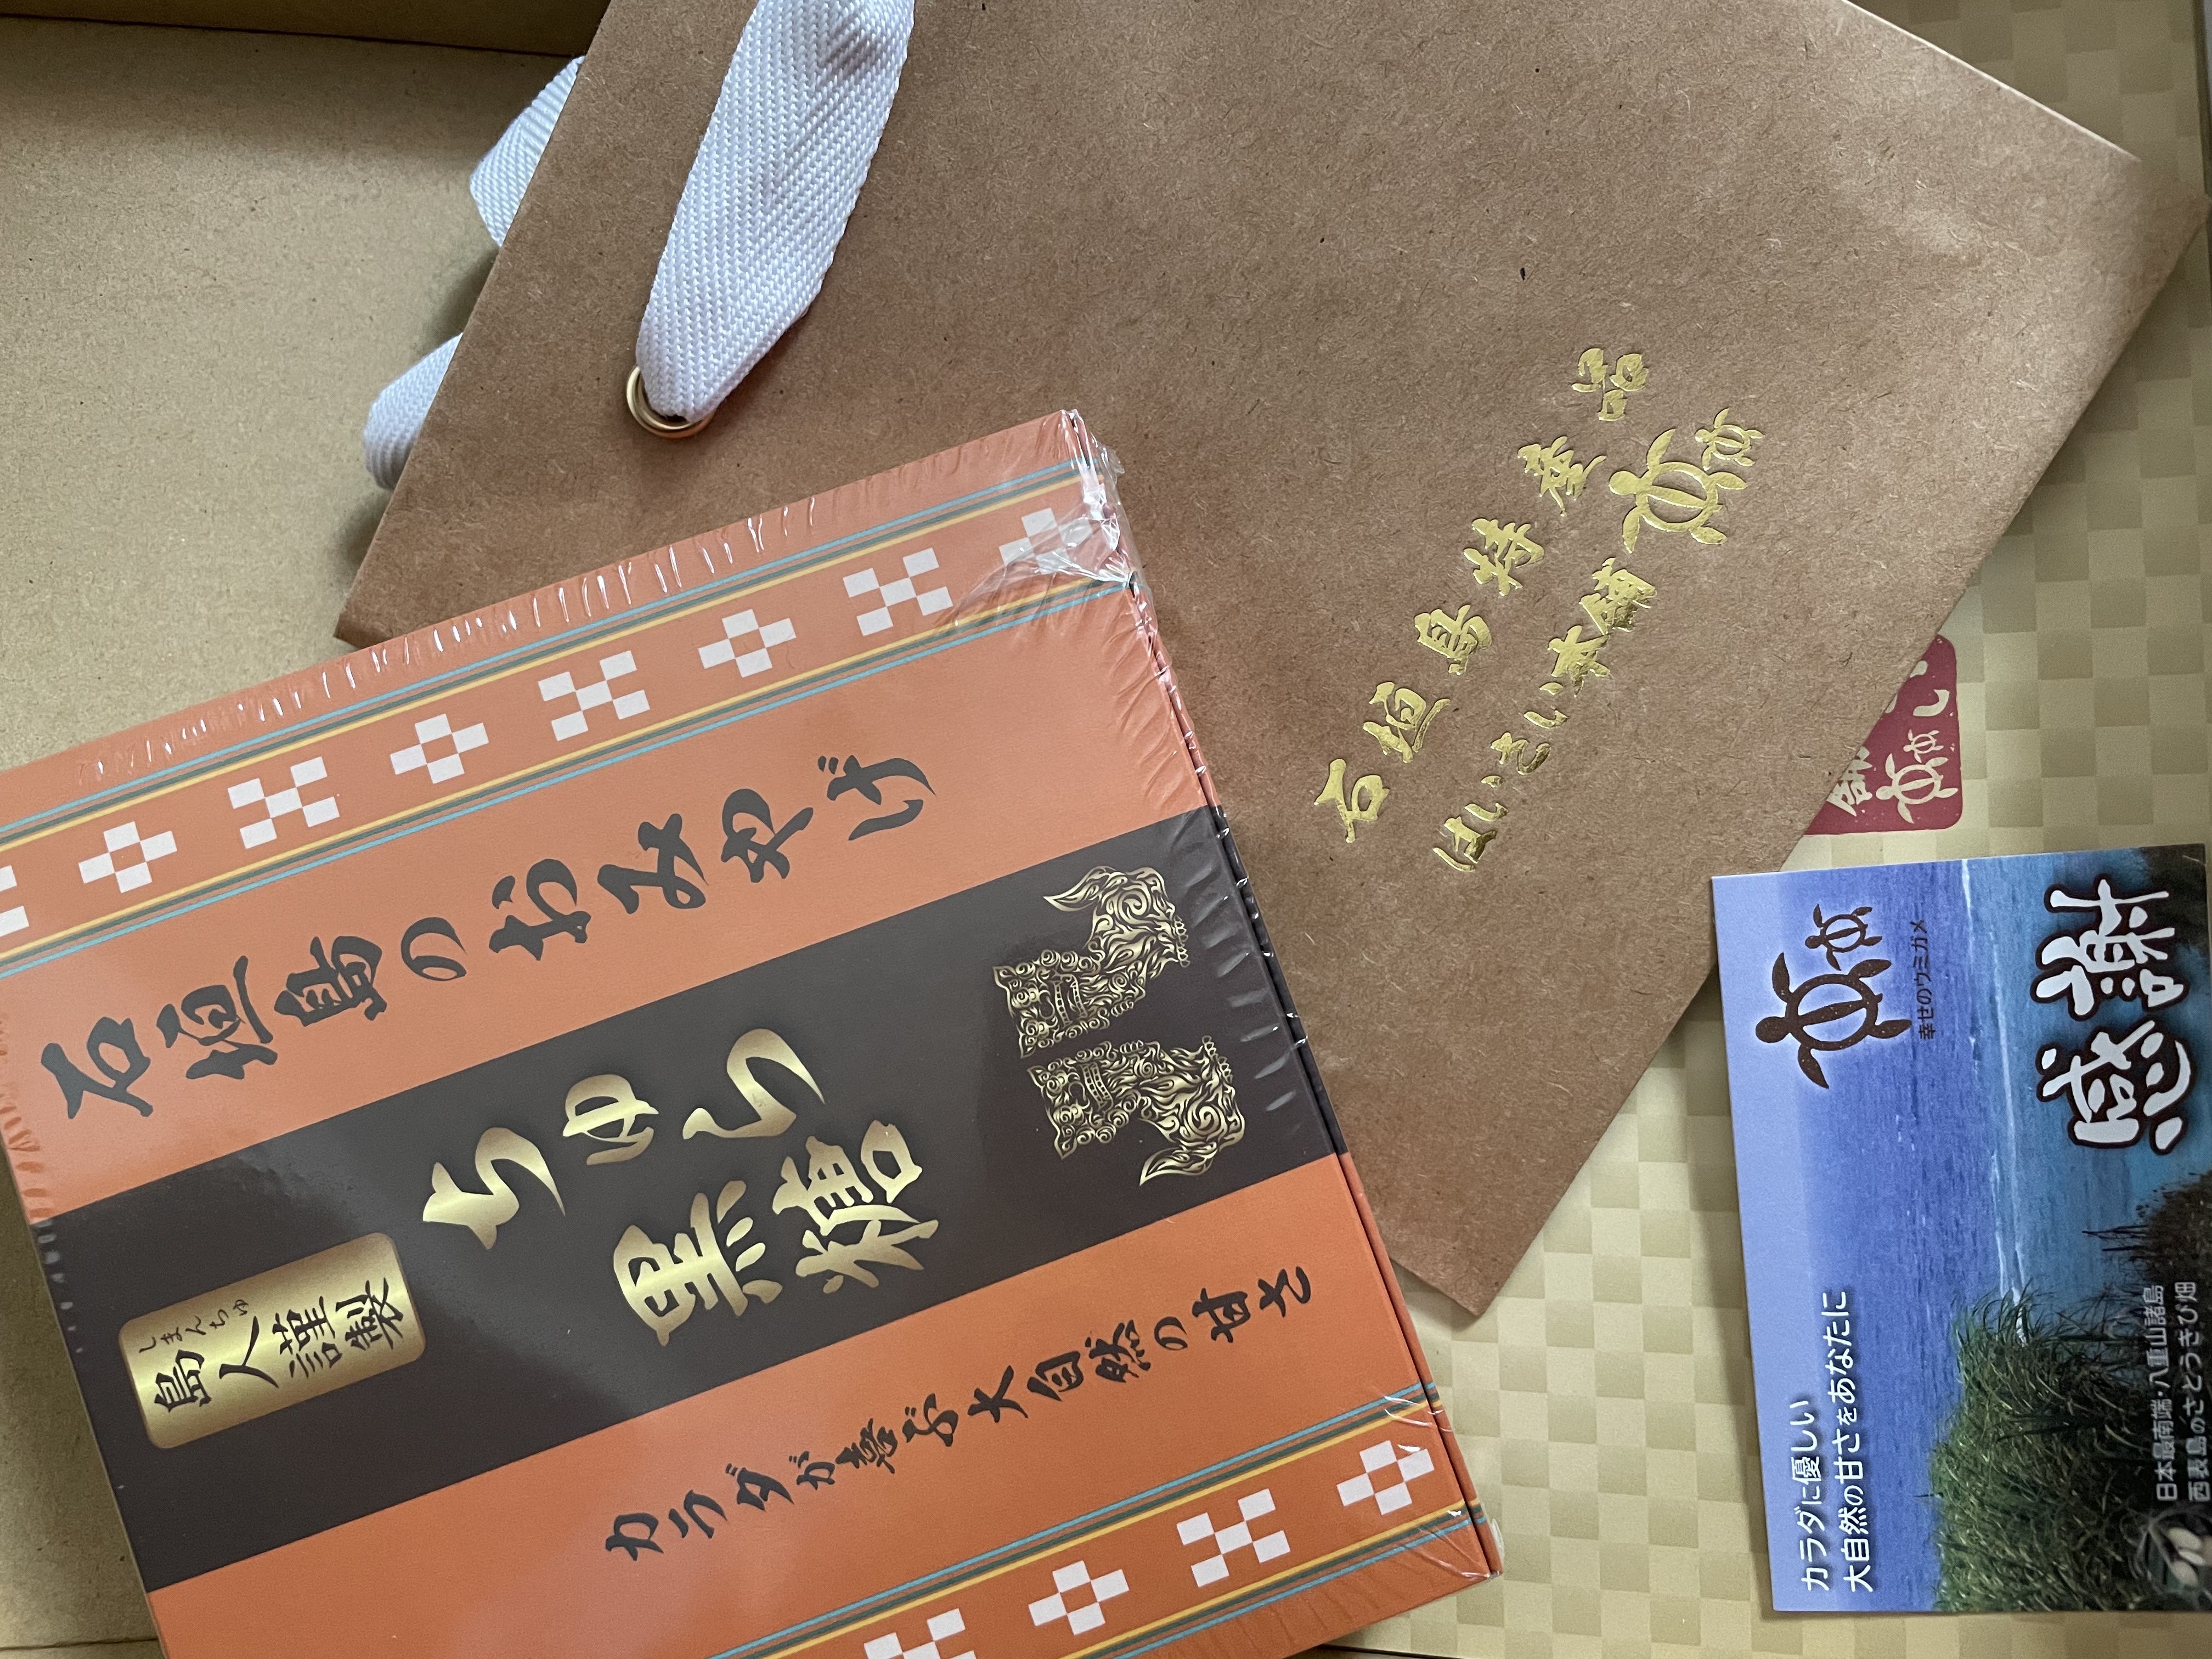 石垣島特産品
はいさい本舗
石垣島のおみやげ
しまんちゅ
島人謹製
ちゅら
黒糖
カラダが喜ぶ大自然の甘さ
カラダに優しい
大自然の甘さをあなたに
幸せのウミガメ
感謝
日本最南端・八重山諸島
西表島のさとうきび畑